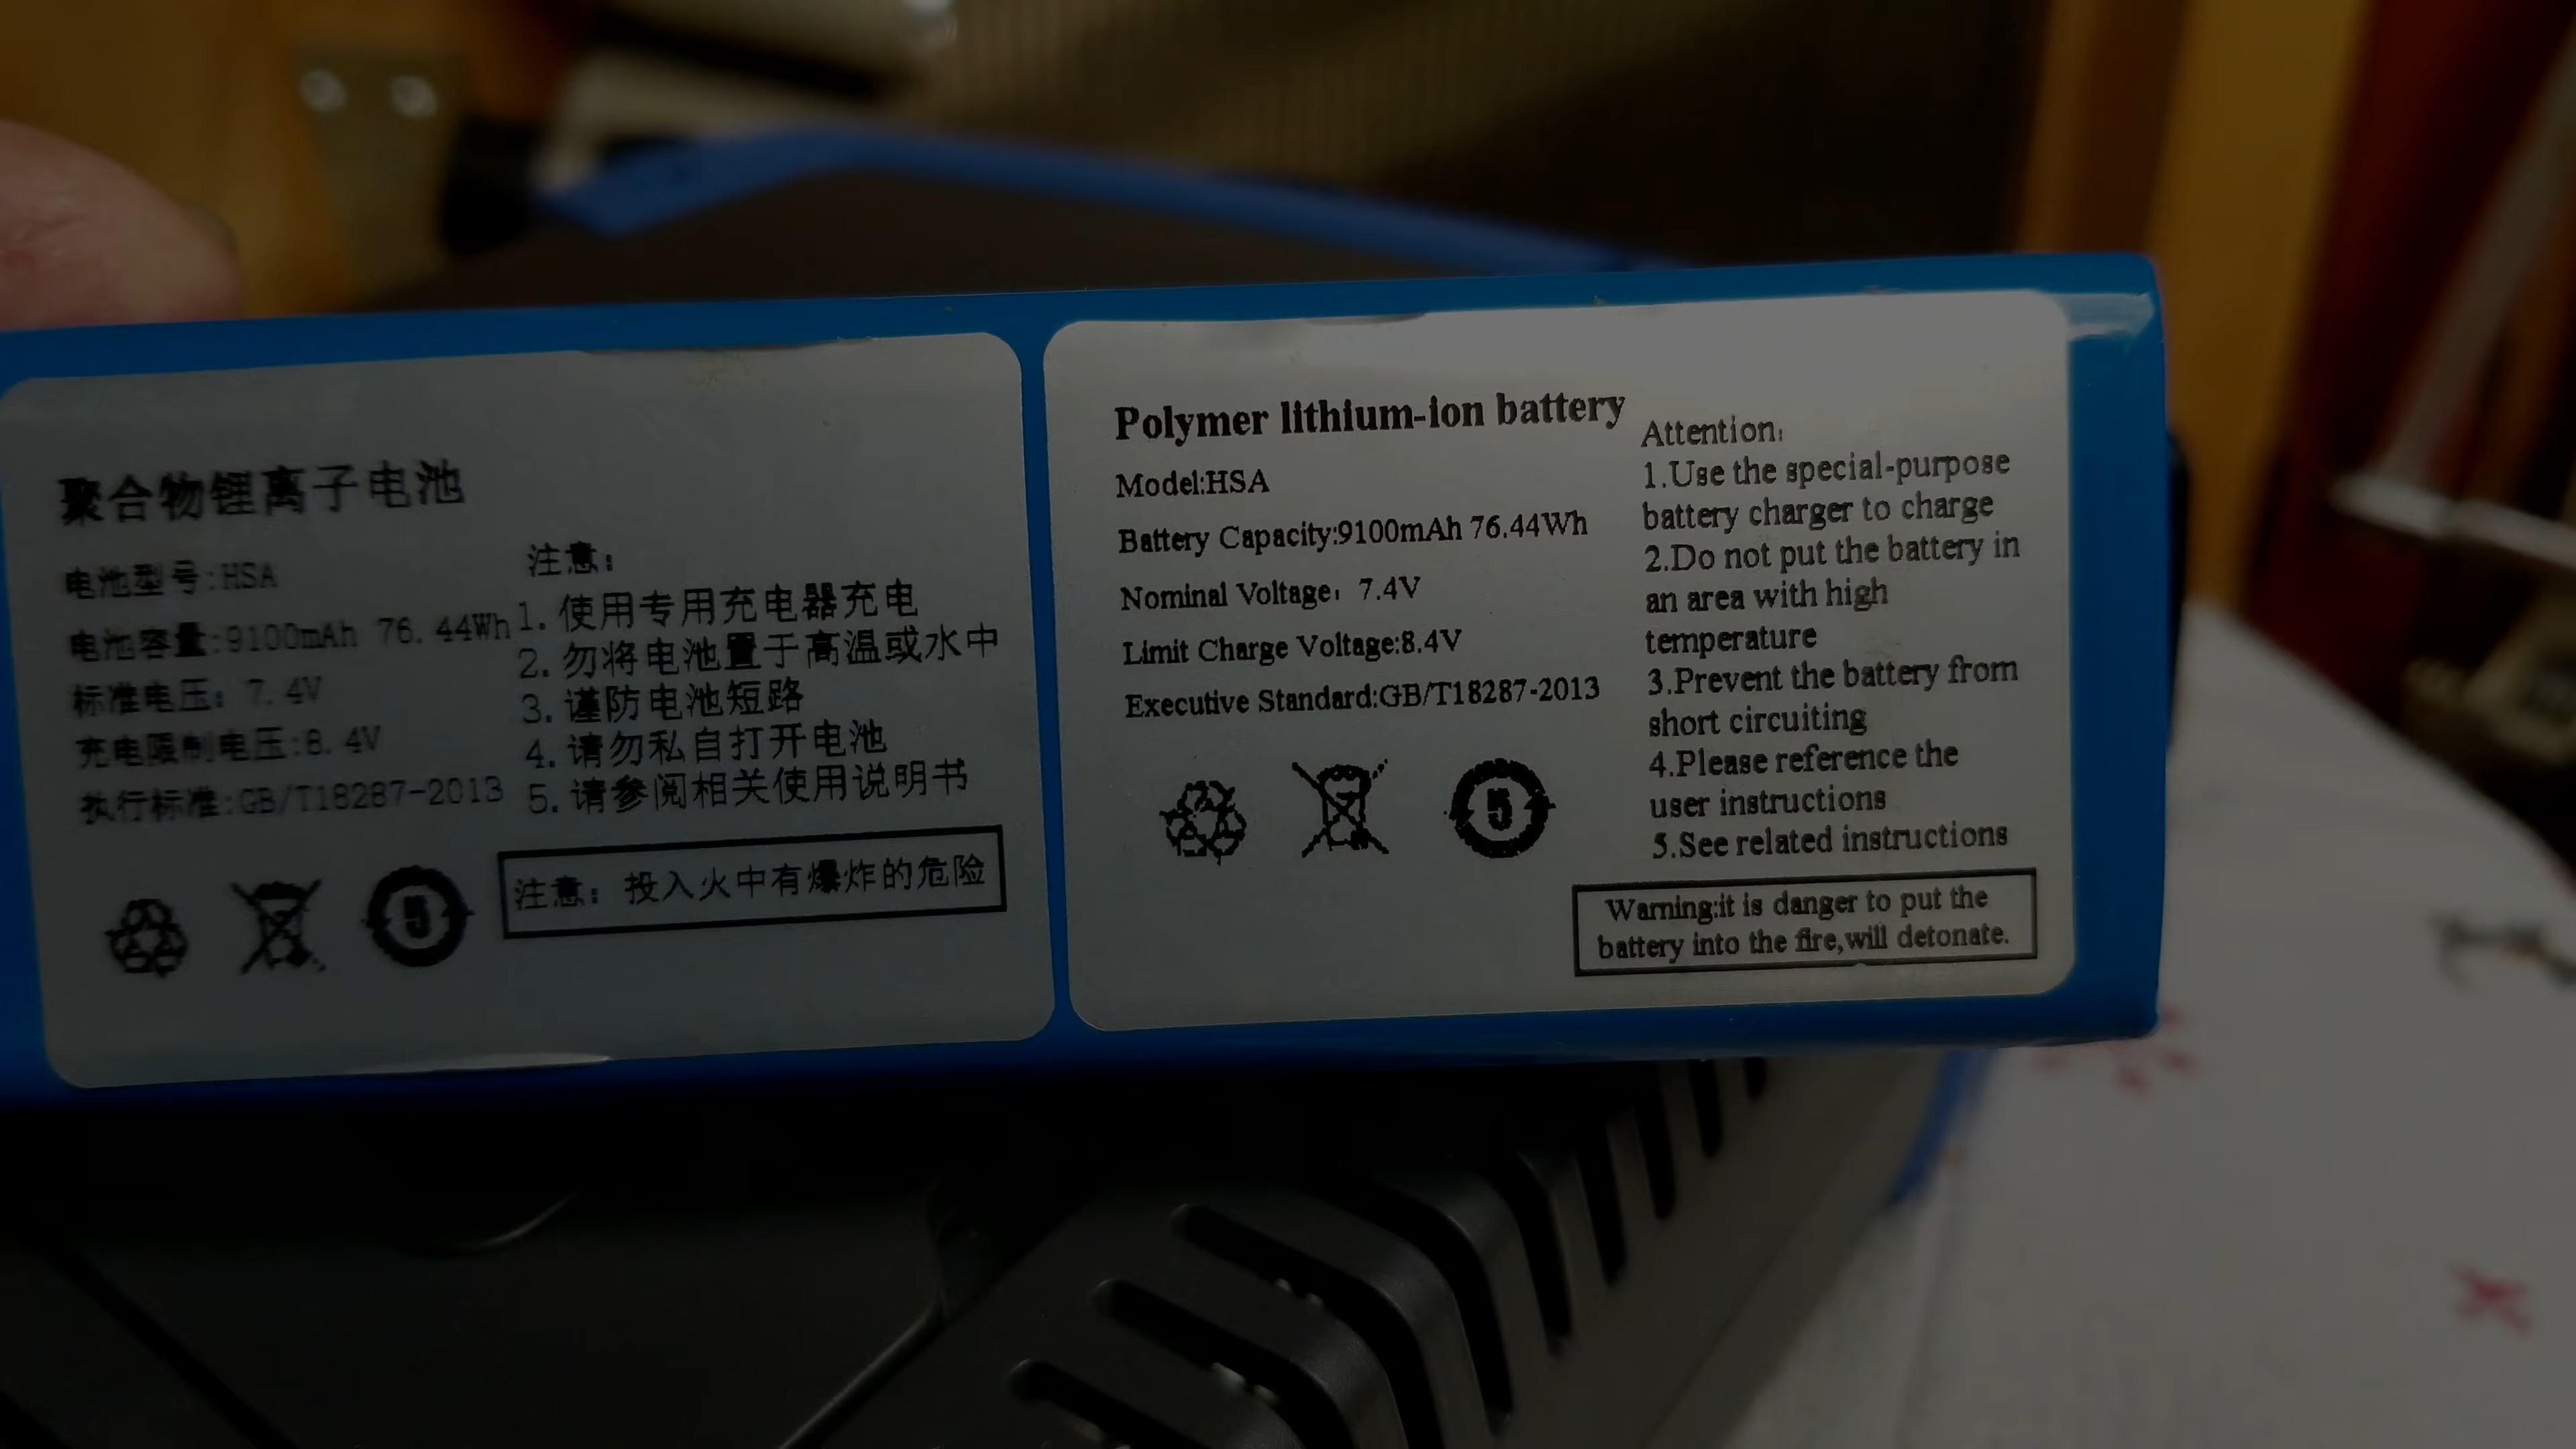 聚合物锂离子电池
电池型号:HSA
电池容量:9100mAh 76.44Wh
标准电压：7.4V
充电限制电压:8.4V
执行标准:GB/T18287-2013
注意：
1.使用专用充电器充电
2.勿将电池置于高温或水中
3.谨防电池短路
4.请勿私自打开电池
5.请参阅相关使用说明书
5
注意：投入火中有爆炸的危险
Polymer lithium-ion battery
Model:HSA
Battery Capacity:9100mAh 76.44Wh
Nominal Voltage：7.4V
Limit Charge Voltage:8.4V
Executive Standard:GB/T18287-2013
5
Attention:
1.Use the special-purpose
battery charger to charge
2.Do not put the battery in
an area with high
temperature
3.Prevent the battery from
short circuiting
4.Please reference the
user instructions
5.See related instructions
Warning:it is danger to put the
battery into the fire,will detonate.